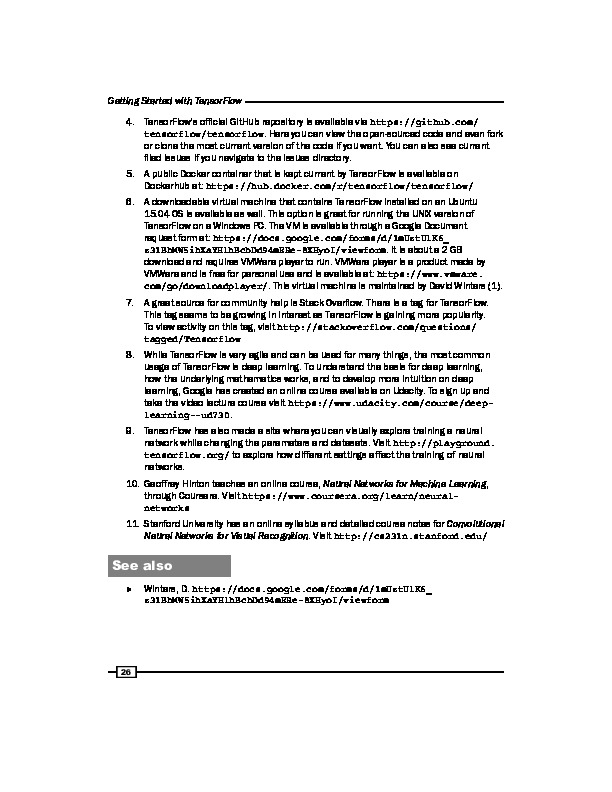 Getting Started with TensorFlow
4. TensorFlow's official GitHub repository is available via https://github.com/
tensorflow/tensorflow. Here you can view the open-sourced code and even fork
or clone the most current version of the code if you want. You can also see current
filed issues if you navigate to the issues directory.
5. A public Docker container that is kept current by TensorFlow is available on
Dockerhub at https://hub.docker.com/r/tensorflow/tensorflow/
6. A downloadable virtual machine that contains TensorFlow installed on an Ubuntu
15.04 OS is available as well. This option is great for running the UNIX version of
TensorFlow on a Windows PC. The VM is available through a Google Document
request form at https://docs.google.com/forms/d/1mUztUlK6_
z31BbMW5ihXaYHlhBcbDd94mERe-8XHyoI/viewform. It is about a 2 GB
download and requires VMWare player to run. VMWare player is a product made by
VMWare and is free for personal use and is available at: https://www.vmware.
com/go/downloadplayer/. This virtual machine is maintained by David Winters (1).
7. A great source for community help is Stack Overflow. There is a tag for TensorFlow.
This tag seems to be growing in interest as TensorFlow is gaining more popularity.
To view activity on this tag, visit http://stackoverflow.com/questions/
tagged/Tensorflow
8. While TensorFlow is very agile and can be used for many things, the most common
usage of TensorFlow is deep learning. To understand the basis for deep learning,
how the underlying mathematics works, and to develop more intuition on deep
learning, Google has created an online course available on Udacity. To sign up and
take the video lecture course visit https://www.udacity.com/course/deep-
learning--ud730.
9. TensorFlow has also made a site where you can visually explore training a neural
network while changing the parameters and datasets. Visit http://playground.
tensorflow.org/ to explore how different settings affect the training of neural
networks.
10. Geoffrey Hinton teaches an online course, Neural Networks for Machine Learning,
through Coursera. Visit https://www.coursera.org/learn/neural-
networks
11. Stanford University has an online syllabus and detailed course notes for Convolutional
Neural Networks for Visual Recognition. Visit http://cs231n.stanford.edu/
See also
► Winters, D. https://docs.google.com/forms/d/1mUztUlK6_
z31BbMW5ihXaYHlhBcbDd94mERe-8XHyoI/viewform
26